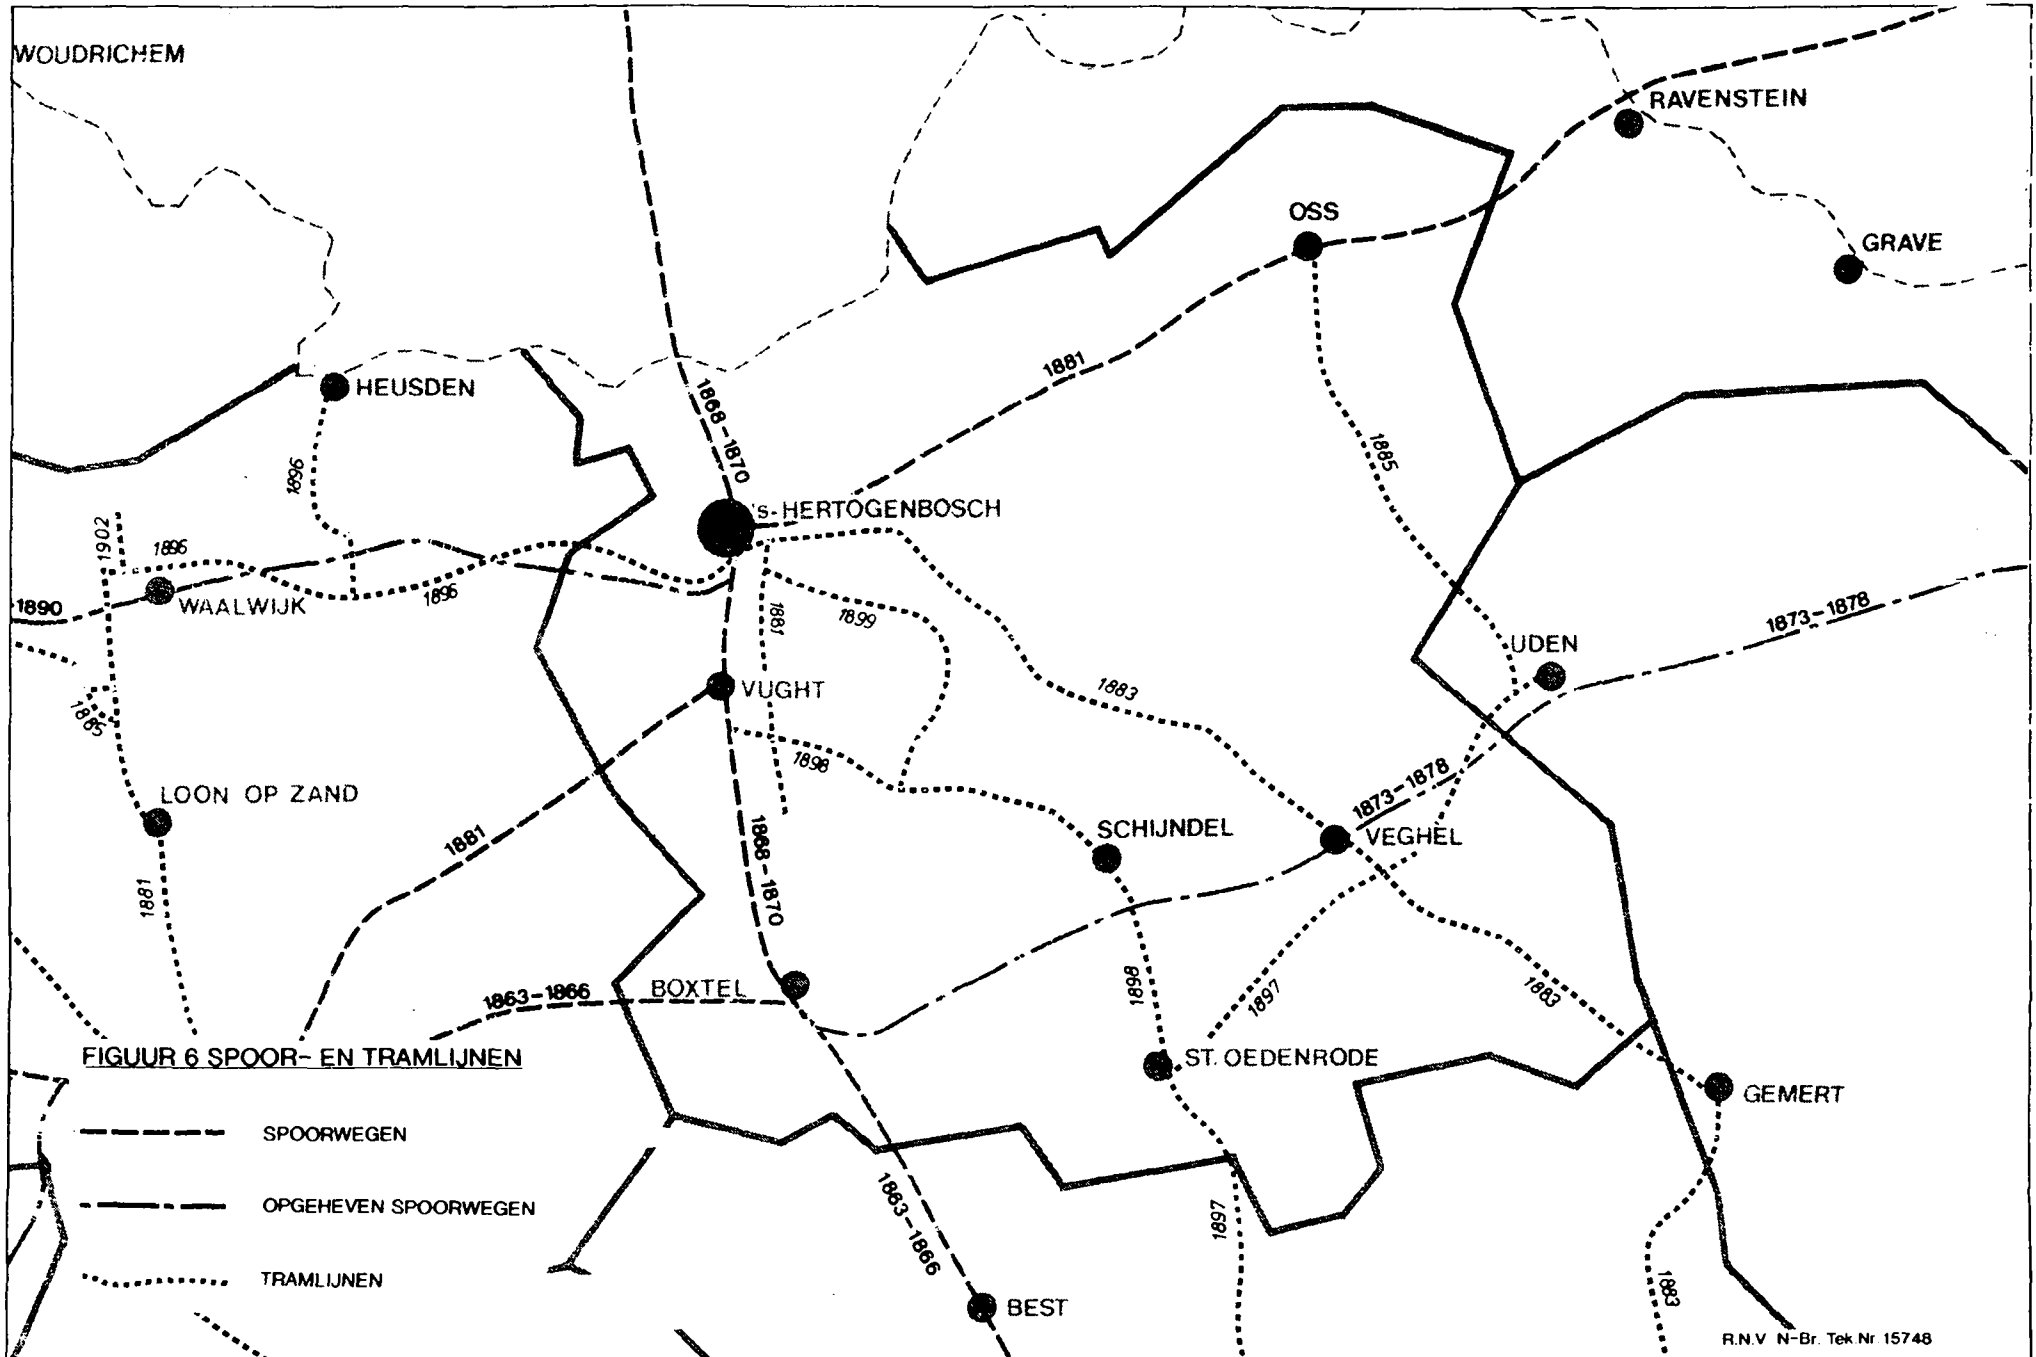 WOUDRICHEM
RAVENSTEIN
OSS
GRAVE
1881
HEUSDEN
1868-1870
1885
1896
's-HERTOGENBOSCH
1902
1896
1896
1890
WAALWIJK
1881
1899
1873-1878
UDEN
VUGHT
1883
1885
1898
1873-1878
LOON OP ZAND
1881
1868-1870
SCHIJNDEL
VEGHEL
1881
1863-1866
BOXTEL
1898
1897
1883
FIGUUR 6 SPOOR- EN TRAMLIJNEN
ST. OEDENRODE
GEMERT
SPOORWEGEN
1863-1866
OPGEHEVEN SPOORWEGEN
1897
TRAMLIJNEN
1883
BEST
R.N.V N-Br. Tek.Nr. 15748